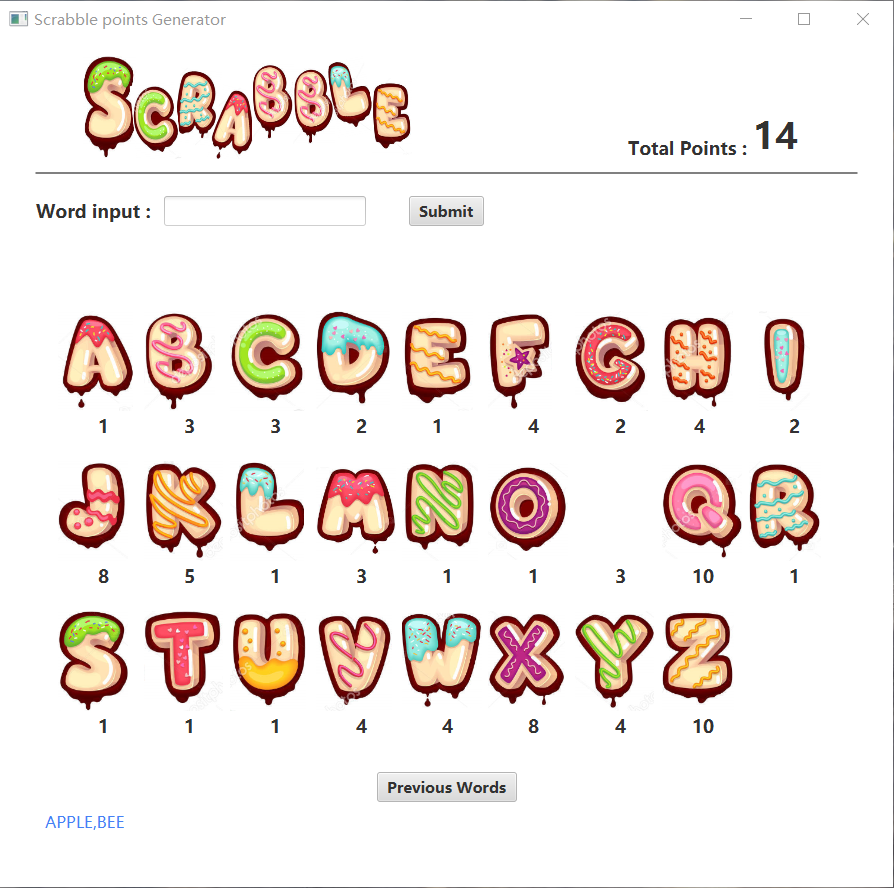 Scrabble points Generator
SCRABBLE
Total Points : 14
Word input :
Submit
A B C D E F G H I
1 3 3 2 1 4 2 4 2
J K L M N O Q R
8 5 1 3 1 1 3 10 1
S T U V W X Y Z
1 1 1 4 4 8 4 10
Previous Words
APPLE,BEE